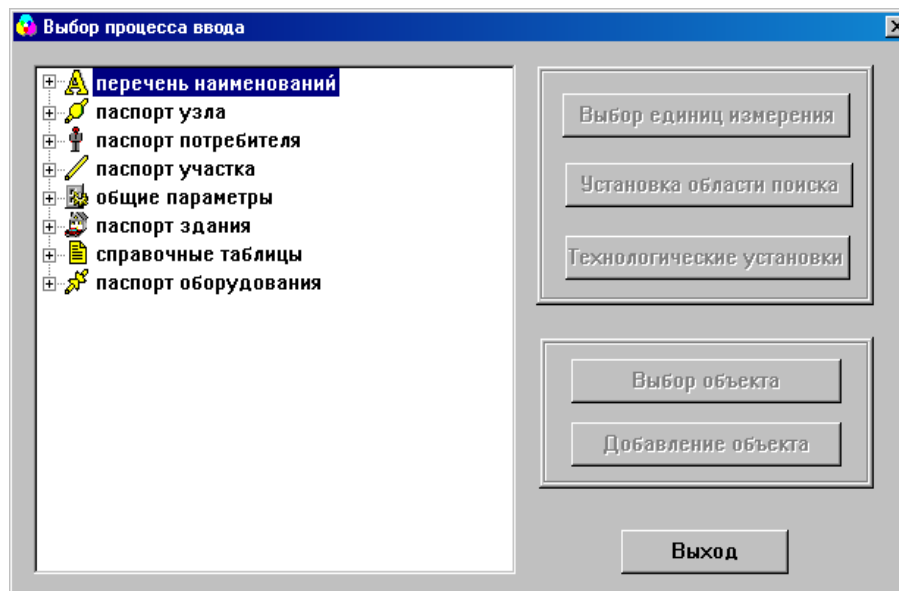 Выбор процесса ввода
перечень наименований
паспорт узла
паспорт потребителя
паспорт участка
общие параметры
паспорт здания
справочные таблицы
паспорт оборудования
Выбор единиц измерения
Установка области поиска
Технологические установки
Выбор объекта
Добавление объекта
Выход